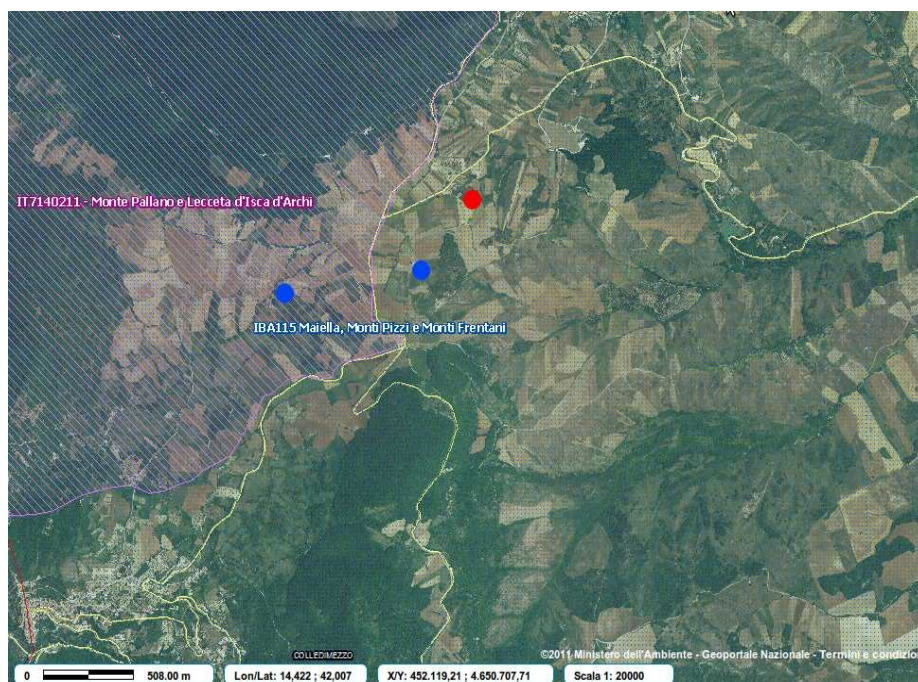 IT7140211 - Monte Pallano e Lecceta d'Isca d'Archi
IBA115 Maiella, Monti Pizzi e Monti Frentani
COLLEDIMEZZO
©2011 Ministero dell'Ambiente - Geoportale Nazionale - Termini e condizio
0 508.00 m Lon/Lat: 14,422 ; 42,007 X/Y: 452.119,21 ; 4.650.707,71 Scala 1: 20000